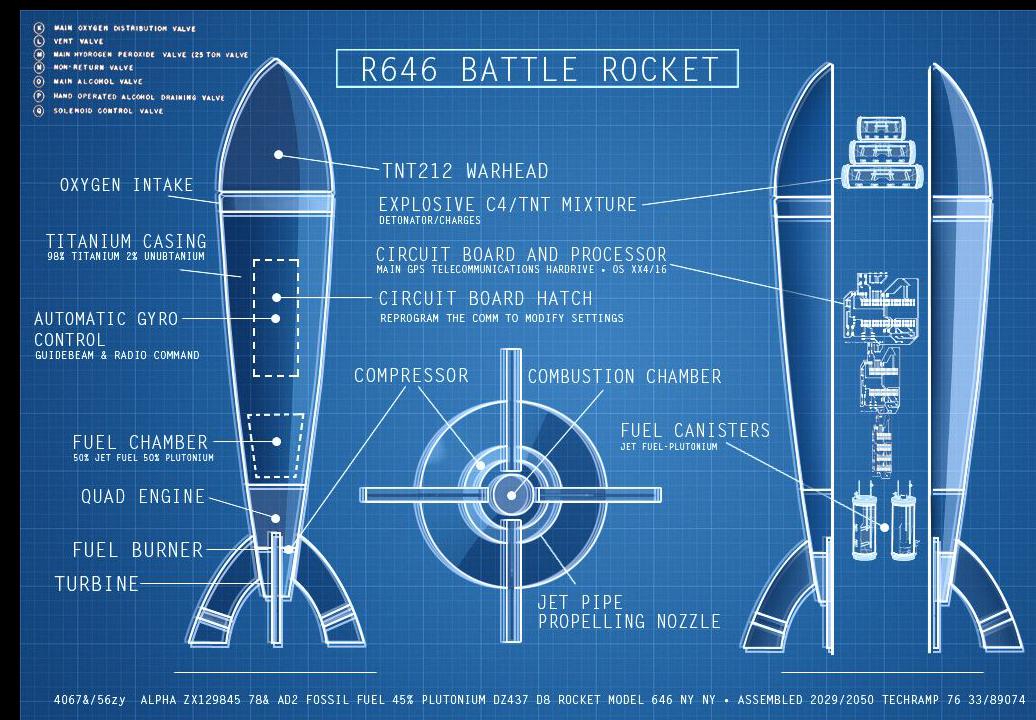 K MAIN OXYGEN DISTRIBUTION VALVE
L VENT VALVE
M MAIN HYDROGEN PEROXIDE VALVE (25 TON VALVE
N NON-RETURN VALVE
O MAIN ALCOHOL VALVE
P HAND OPERATED ALCOHOL DRAINING VALVE
Q SOLENOID CONTROL VALVE
R646 BATTLE ROCKET
OXYGEN INTAKE
TITANIUM CASING
98% TITANIUM 2% UNUBTANIUM
AUTOMATIC GYRO
CONTROL
GUIDEBEAM & RADIO COMMAND
FUEL CHAMBER
50% JET FUEL 50% PLUTONIUM
QUAD ENGINE
FUEL BURNER
TURBINE
TNT212 WARHEAD
EXPLOSIVE C4/TNT MIXTURE
DETONATOR/CHARGES
CIRCUIT BOARD AND PROCESSOR
MAIN GPS TELECOMMUNICATIONS HARDRIVE • OS XX4/16
CIRCUIT BOARD HATCH
REPROGRAM THE COMM TO MODIFY SETTINGS
COMPRESSOR
COMBUSTION CHAMBER
FUEL CANISTERS
JET FUEL-PLUTONIUM
JET PIPE
PROPELLING NOZZLE
4067&/56zy ALPHA ZX129845 78& AD2 FOSSIL FUEL 45% PLUTONIUM DZ437 D8 ROCKET MODEL 646 NY NY • ASSEMBLED 2029/2050 TECHRAMP 76 33/89074